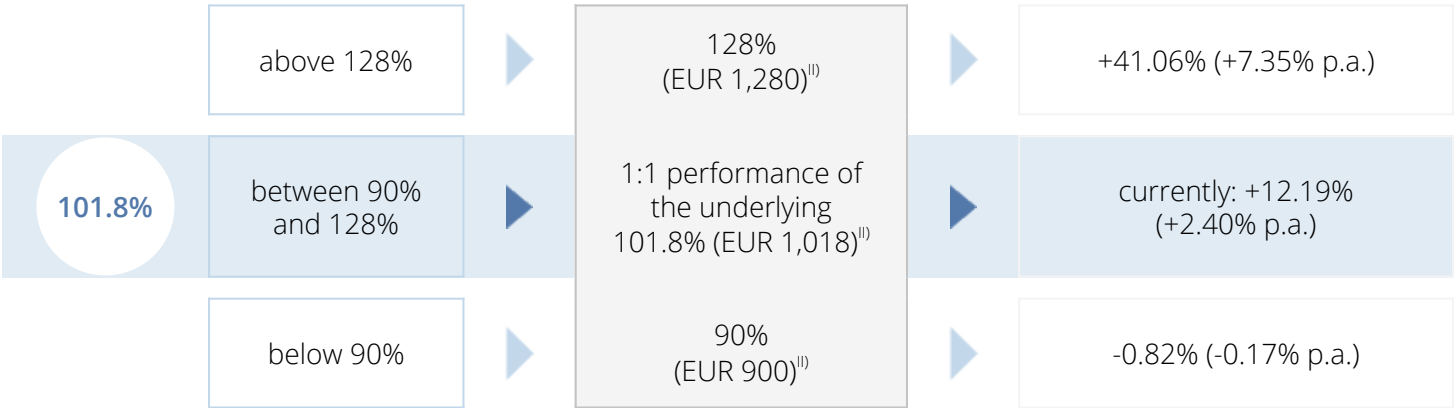 above 128%
128%
(EUR 1,280)II)
+41.06% (+7.35% p.a.)
101.8%
between 90%
and 128%
1:1 performance of
the underlying
101.8% (EUR 1,018)II)
currently: +12.19%
(+2.40% p.a.)
below 90%
90%
(EUR 900)II)
-0.82% (-0.17% p.a.)